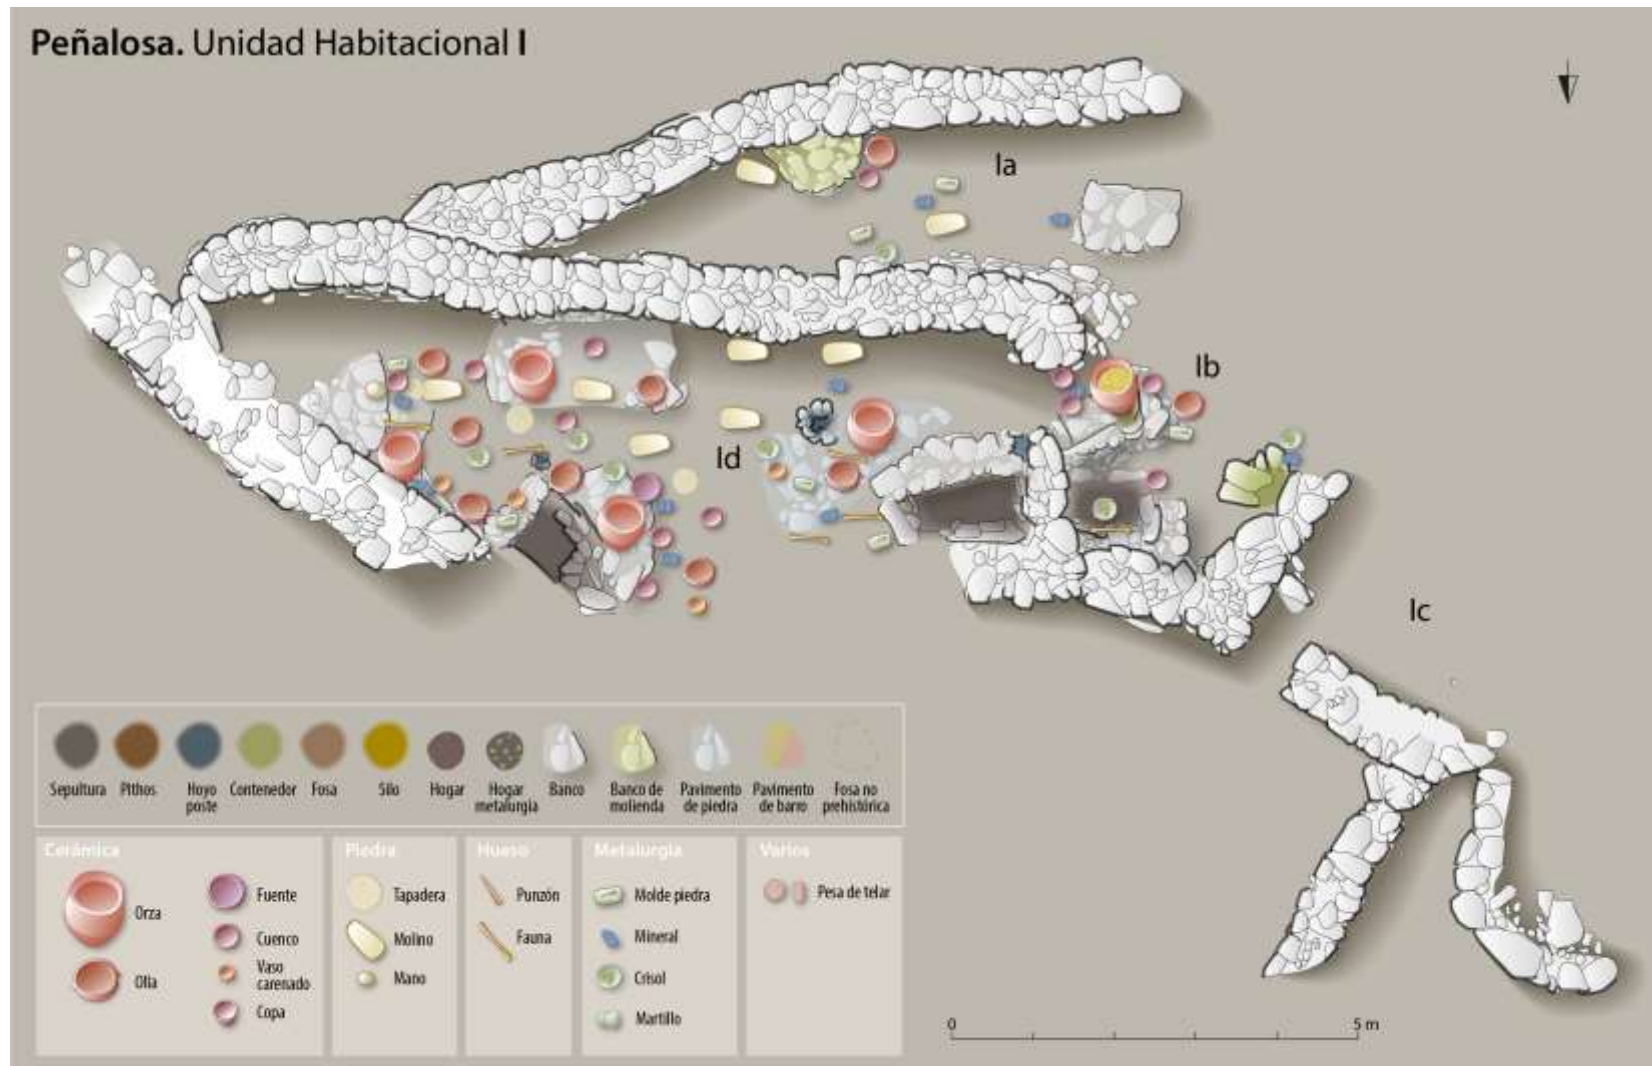 Peñalosa. Unidad Habitacional I
Ia
Ib
Id
Ic
Sepultura
Pithos
Hoyo
poste
Contenedor
Fosa
Silo
Hogar
Hogar
metalurgia
Banco
Banco de
molienda
Pavimento
de piedra
Pavimento
de barro
Fosa no
prehistórica
Cerámica
Orza
Olla
Fuente
Cuenco
Vaso
carenado
Copa
Piedra
Tapadera
Molino
Mano
Hueso
Punzón
Fauna
Metalurgia
Molde piedra
Mineral
Crisol
Martillo
Varios
Pesa de telar
0
5 m